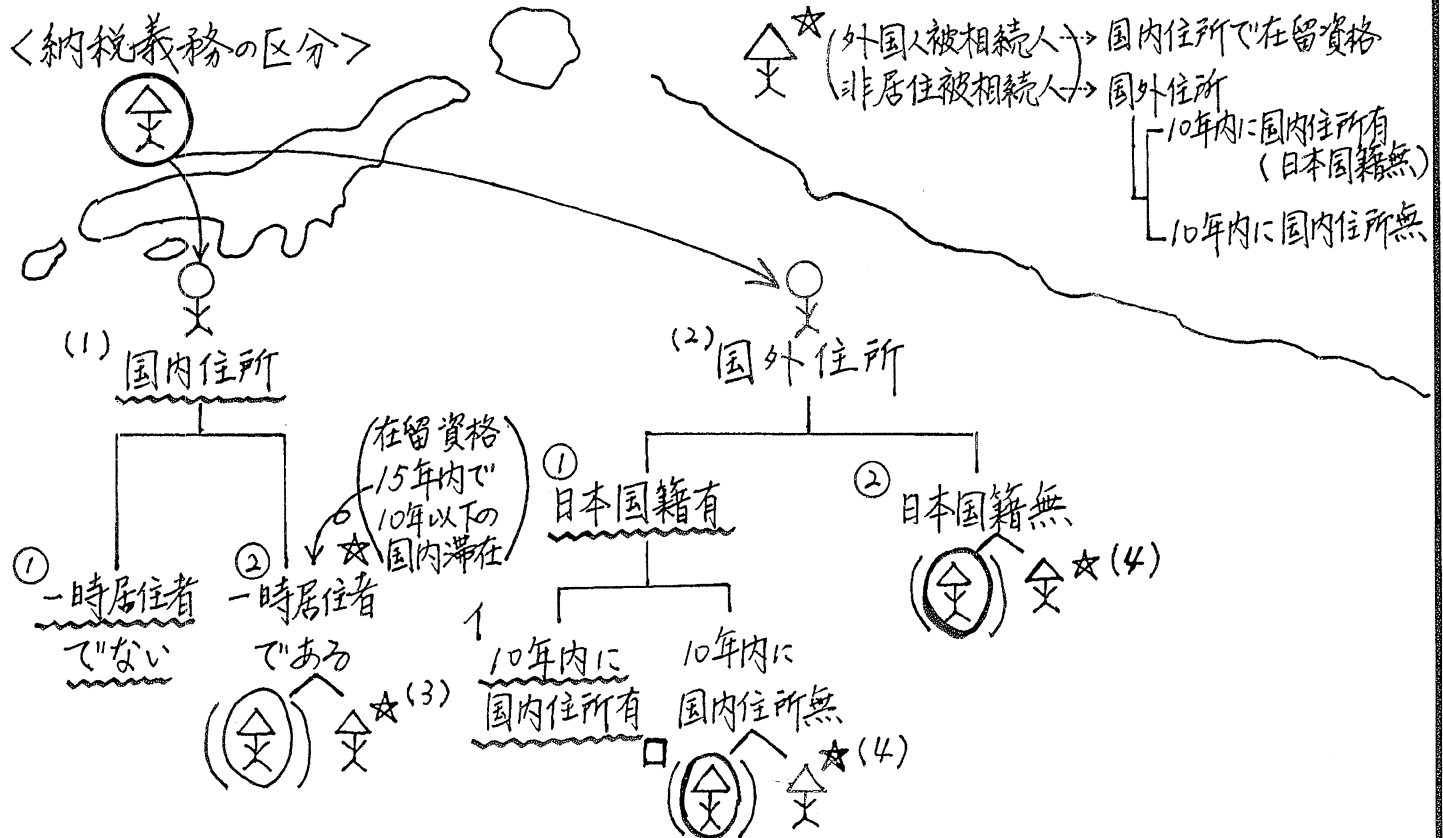 <納税義務の区分>
☆(外国人被相続人…→国内住所で在留資格
非居住被相続人…→国外住所
10年内に国内住所有
(日本国籍無)
10年内に国内住所無
(1)国内住所
①一時居住者
でない
②一時居住者
である
(在留資格
15年内で
10年以下の
☆国内滞在)
☆(3)
(2)国外住所
①
日本国籍有
イ
10年内に
国内住所有
ロ
10年内に
国内住所無
☆(4)
②
日本国籍無
☆(4)